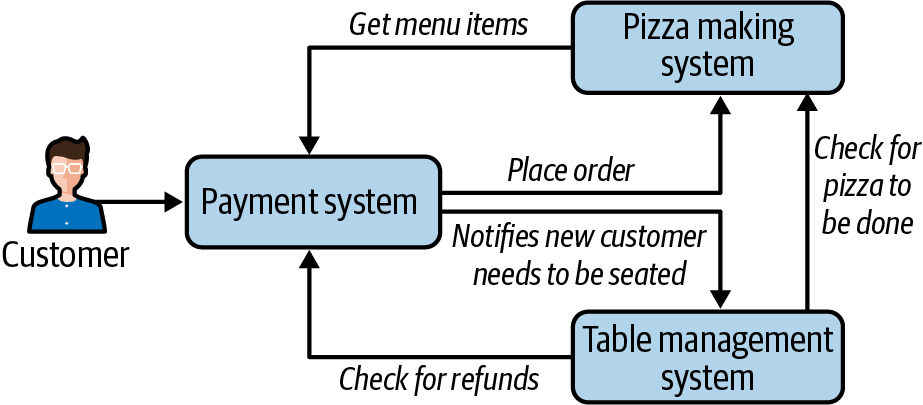 Get menu items
Pizza making
system
Place order
Check for
pizza to
be done
Payment system
Customer
Notifies new customer
needs to be seated
Check for refunds
Table management
system